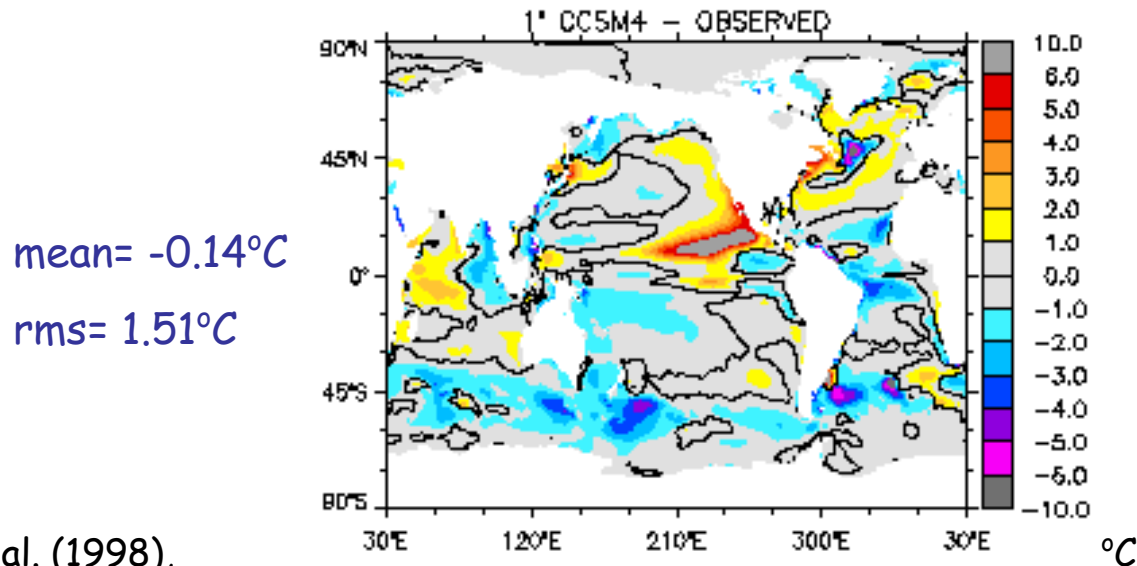 1° CCSM4 – OBSERVED
90°N
45°N
0°
45°S
90°S
30°E 120°E 210°E 300°E 30°E
10.0
6.0
5.0
4.0
3.0
2.0
1.0
0.0
-1.0
-2.0
-3.0
-4.0
-5.0
-6.0
-10.0
°C
mean= -0.14°C
rms= 1.51°C
al. (1998).